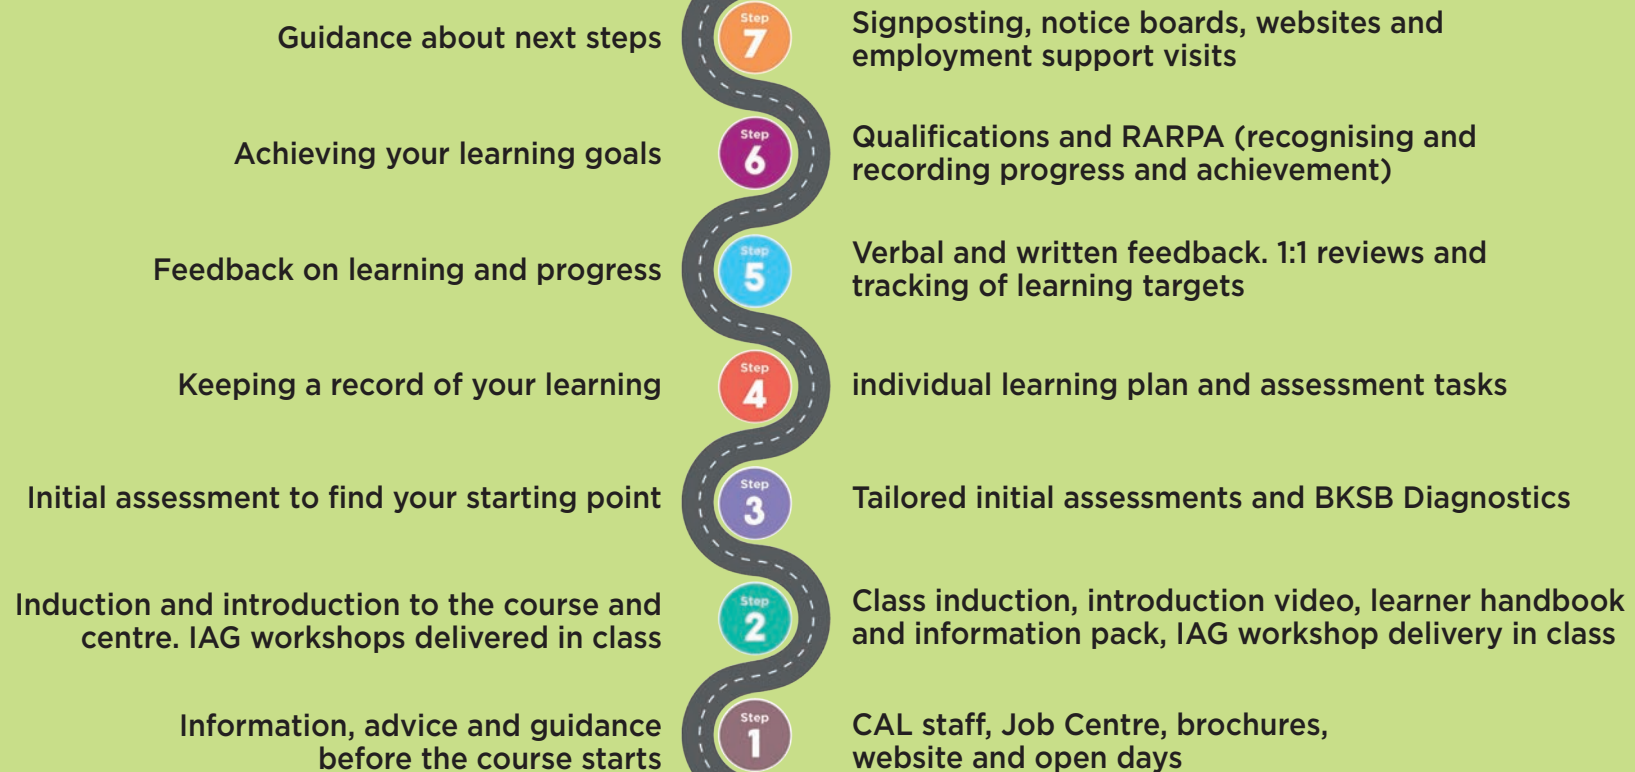 Guidance about next steps
Step
7
Signposting, notice boards, websites and
employment support visits
Achieving your learning goals
Step
6
Qualifications and RARPA (recognising and
recording progress and achievement)
Feedback on learning and progress
Step
5
Verbal and written feedback. 1:1 reviews and
tracking of learning targets
Keeping a record of your learning
Step
4
individual learning plan and assessment tasks
Initial assessment to find your starting point
Step
3
Tailored initial assessments and BKSB Diagnostics
Induction and introduction to the course and
centre. IAG workshops delivered in class
Step
2
Class induction, introduction video, learner handbook
and information pack, IAG workshop delivery in class
Information, advice and guidance
before the course starts
Step
1
CAL staff, Job Centre, brochures,
website and open days